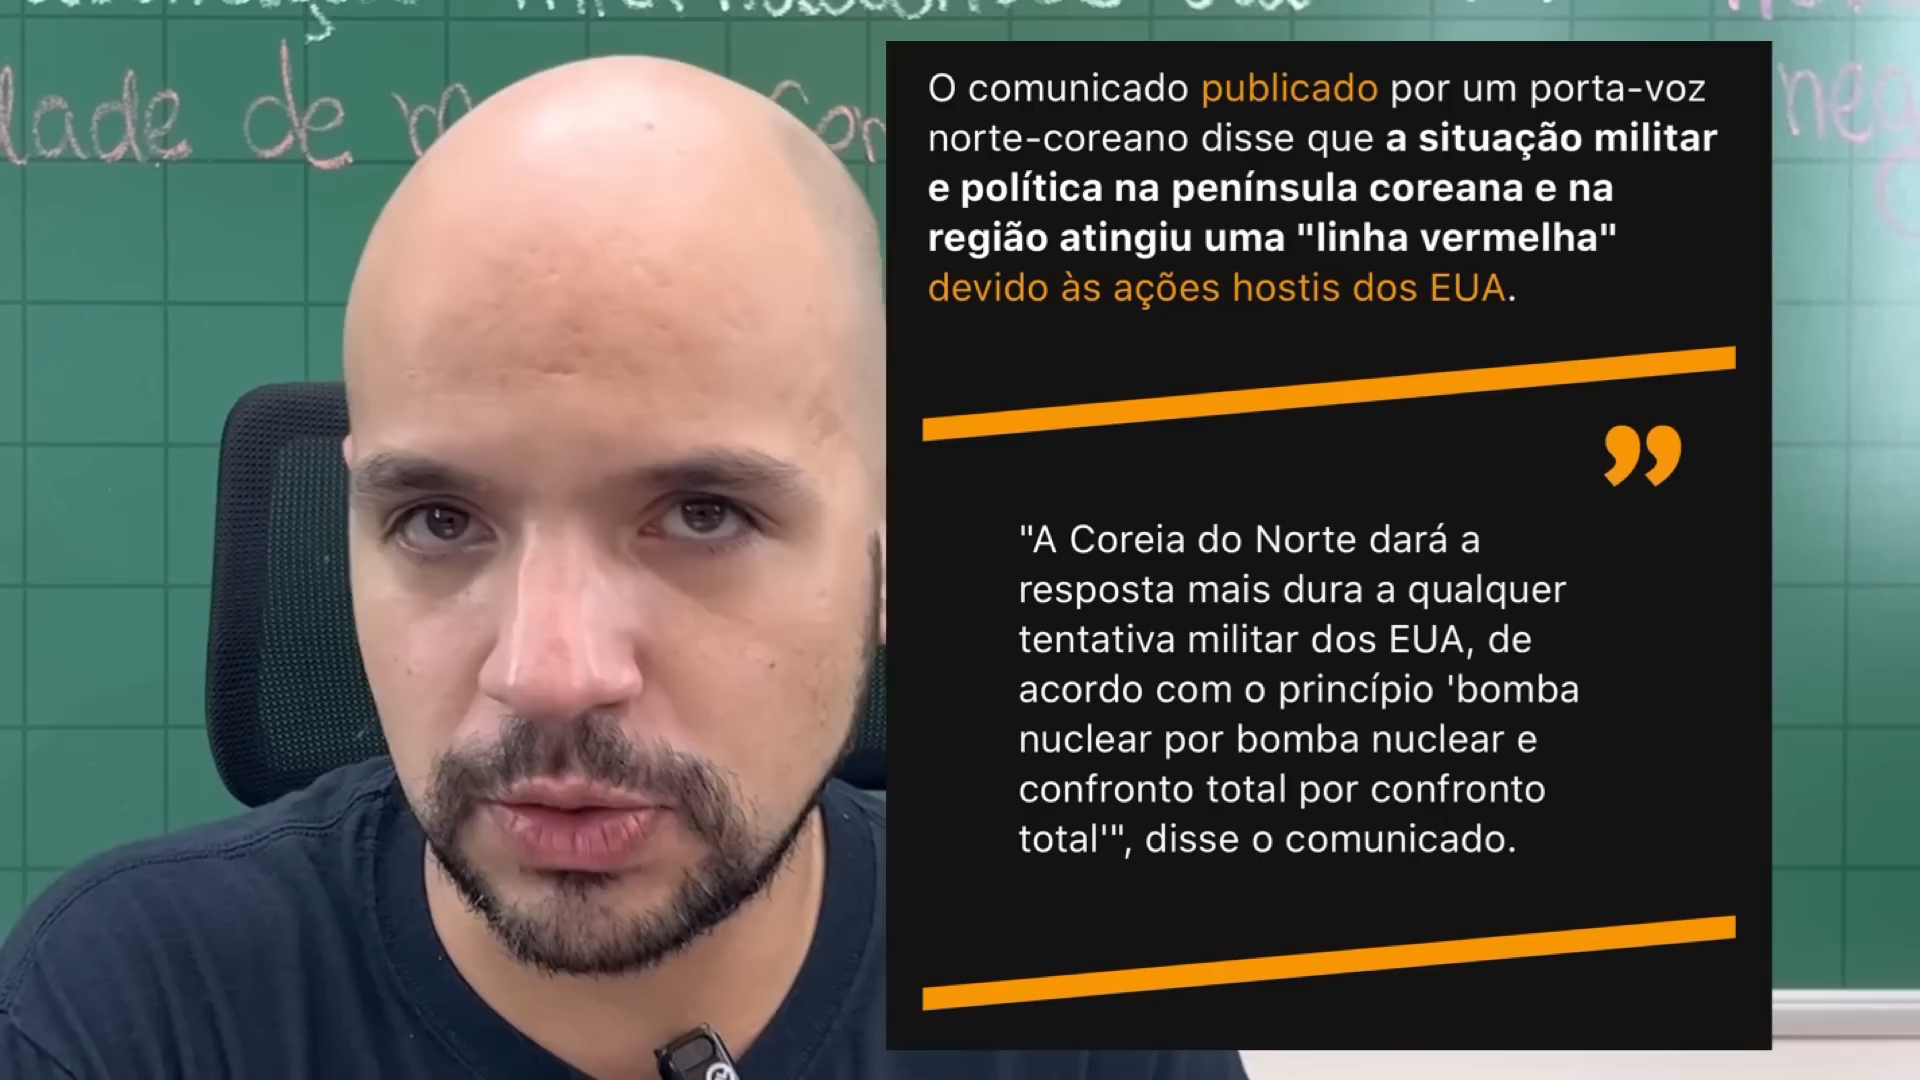 lade de
O comunicado publicado por um porta-voz
norte-coreano disse que a situação militar
e política na península coreana e na
região atingiu uma "linha vermelha"
devido às ações hostis dos EUA.
"A Coreia do Norte dará a
resposta mais dura a qualquer
tentativa militar dos EUA, de
acordo com o princípio 'bomba
nuclear por bomba nuclear e
confronto total por confronto
total'", disse o comunicado.